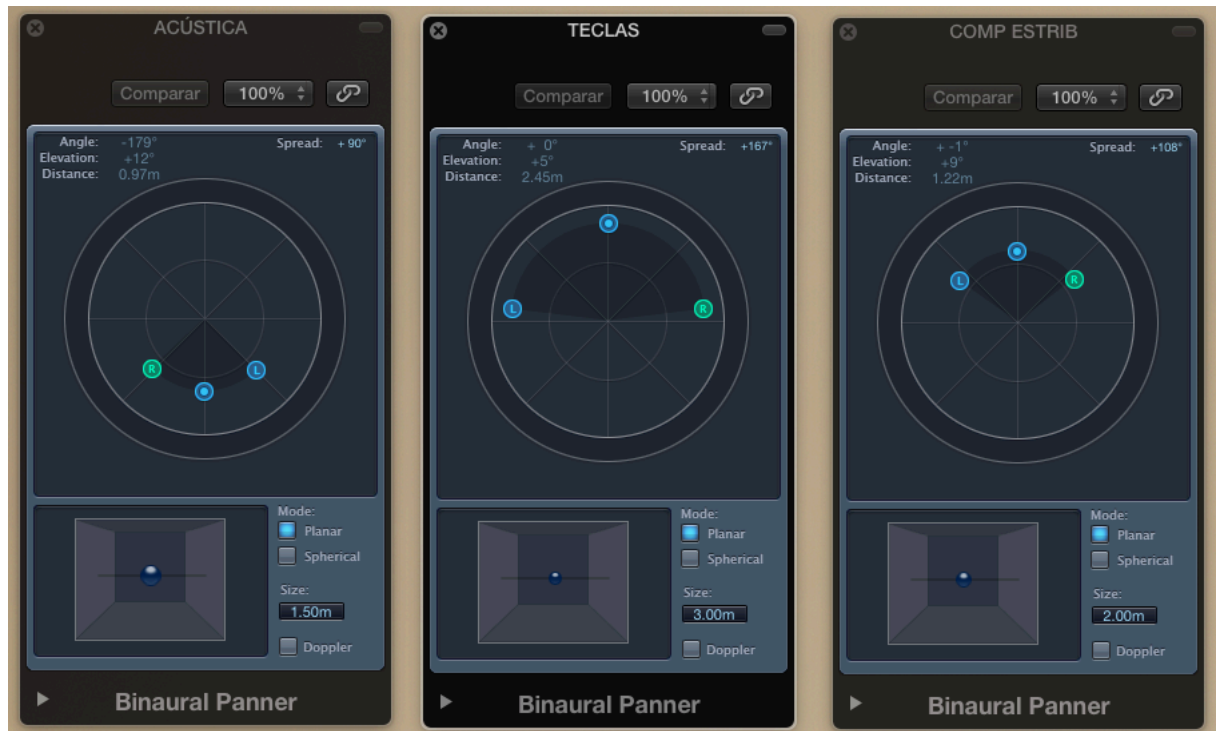 ACÚSTICA
Comparar 100%
Angle: -179° Spread: + 90°
Elevation: +12°
Distance: 0.97m
R L
Mode:
Planar
Spherical
Size:
1.50m
Doppler
Binaural Panner
TECLAS
Comparar 100%
Angle: + 0° Spread: +167°
Elevation: +5°
Distance: 2.45m
L R
Mode:
Planar
Spherical
Size:
3.00m
Doppler
Binaural Panner
COMP ESTRIB
Comparar 100%
Angle: + -1° Spread: +108°
Elevation: +9°
Distance: 1.22m
L R
Mode:
Planar
Spherical
Size:
2.00m
Doppler
Binaural Panner